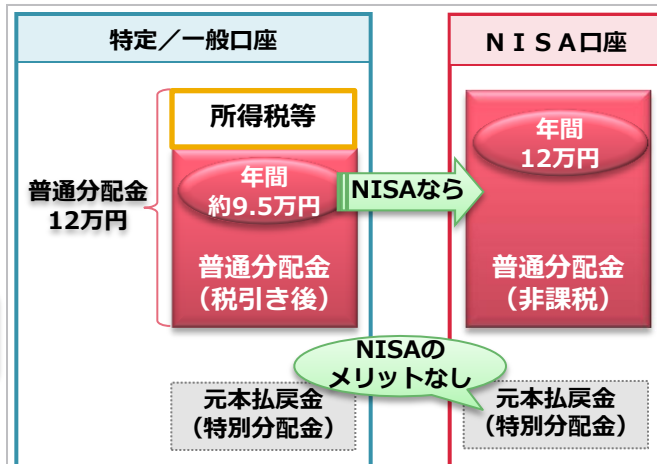 特定／一般口座
ＮＩＳＡ口座
所得税等
年間
約9.5万円
普通分配金
12万円
普通分配金
（税引き後）
NISAなら
年間
12万円
普通分配金
（非課税）
NISAの
メリットなし
元本払戻金
（特別分配金）
元本払戻金
（特別分配金）